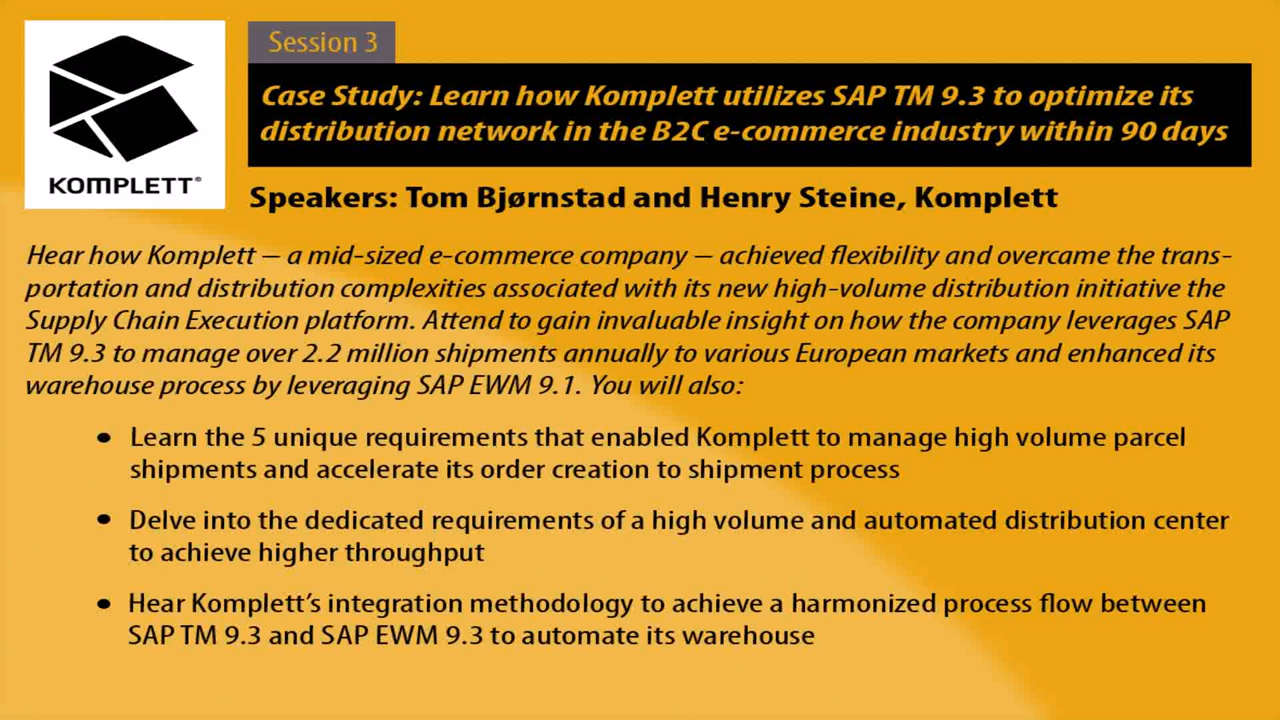 Session 3
Case Study: Learn how Komplett utilizes SAP TM 9.3 to optimize its
distribution network in the B2C e-commerce industry within 90 days
KOMPLETT®
Speakers: Tom Bjørnstad and Henry Steine, Komplett
Hear how Komplett — a mid-sized e-commerce company — achieved flexibility and overcame the trans-
portation and distribution complexities associated with its new high-volume distribution initiative the
Supply Chain Execution platform. Attend to gain invaluable insight on how the company leverages SAP
TM 9.3 to manage over 2.2 million shipments annually to various European markets and enhanced its
warehouse process by leveraging SAP EWM 9.1. You will also:
• Learn the 5 unique requirements that enabled Komplett to manage high volume parcel
shipments and accelerate its order creation to shipment process
• Delve into the dedicated requirements of a high volume and automated distribution center
to achieve higher throughput
• Hear Komplett’s integration methodology to achieve a harmonized process flow between
SAP TM 9.3 and SAP EWM 9.3 to automate its warehouse